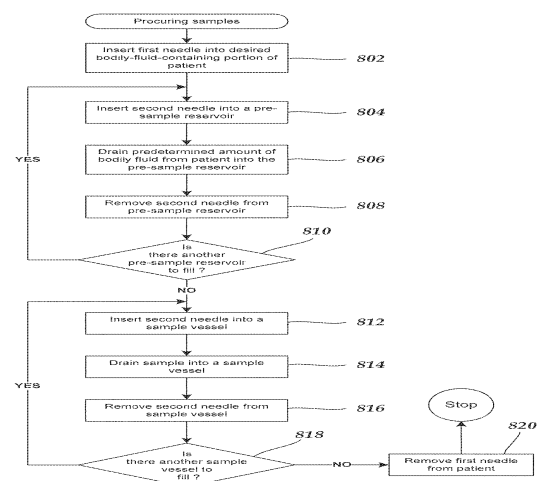 Procuring samples
Insert first needle into desired
bodily-fluid-containing portion of
patient
802
Insert second needle into a pre-
sample reservoir
804
YES
Drain predetermined amount of
bodily fluid from patient into the
pre-sample reservoir
806
Remove second needle from
pre-sample reservoir
808
Is
there another
pre-sample reservoir
to fill ?
810
NO
Insert second needle into a
sample vessel
812
Drain sample into a sample
vessel
814
YES
Remove second needle from
sample vessel
816
Is
there another sample
vessel to
fill ?
818
NO
Remove first needle
from patient
820
Stop